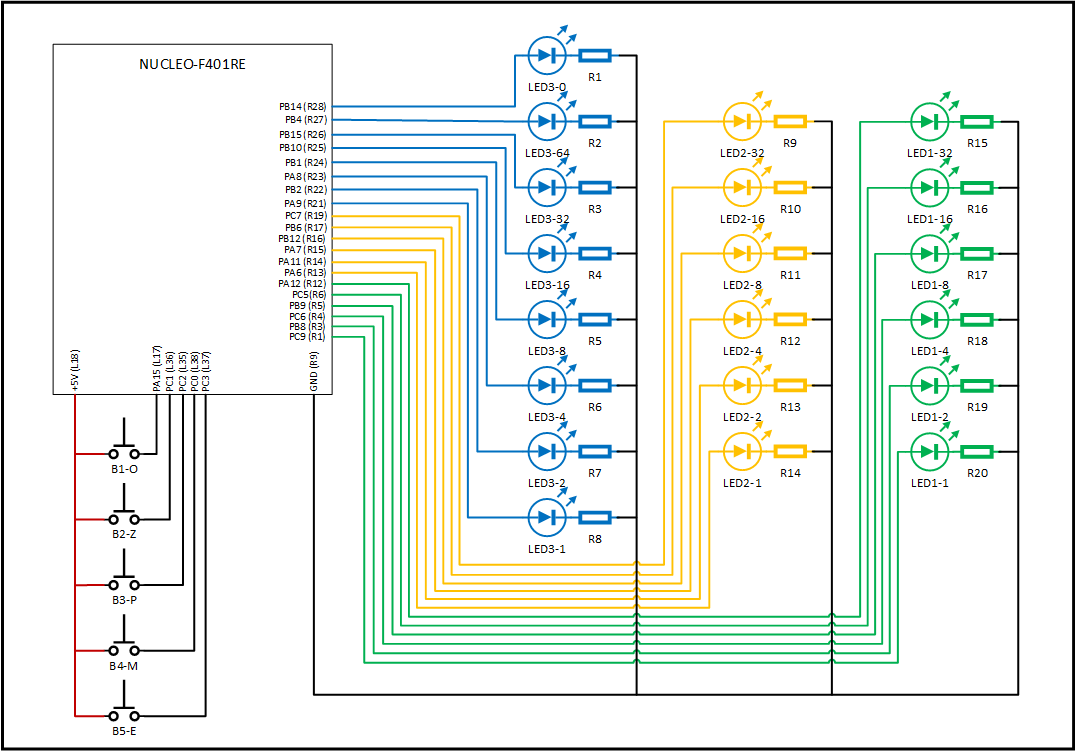 NUCLEO-F401RE
PB14 (R28)
PB4 (R27)
PB15 (R26)
PB10 (R25)
PB1 (R24)
PA8 (R23)
PB2 (R22)
PA9 (R21)
PC7 (R19)
PB6 (R17)
PB12 (R16)
PA7 (R15)
PA11 (R14)
PA6 (R13)
PA12 (R12)
PC5(R6)
PB9 (R5)
PC6 (R4)
PB8 (R3)
PC9 (R1)
+5V (L18)
PA15 (L17)
PC1 (L36)
PC2 (L35)
PC0 (L38)
PC3 (L37)
GND (R9)
B1-O
B2-Z
B3-P
B4-M
B5-E
LED3-0
R1
LED3-64
R2
LED3-32
R3
LED3-16
R4
LED3-8
R5
LED3-4
R6
LED3-2
R7
LED3-1
R8
LED2-32
R9
LED2-16
R10
LED2-8
R11
LED2-4
R12
LED2-2
R13
LED2-1
R14
LED1-32
R15
LED1-16
R16
LED1-8
R17
LED1-4
R18
LED1-2
R19
LED1-1
R20